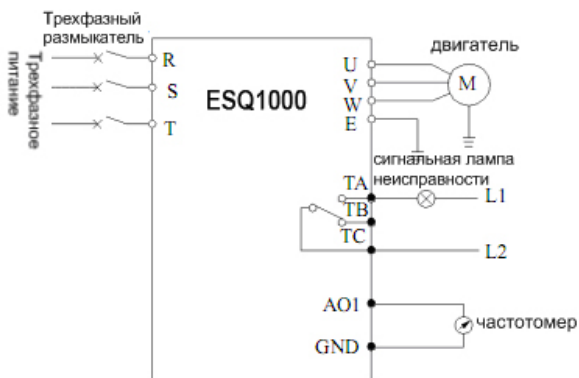 Трехфазный
размыкатель
Трехфазное
питание
R
S
T
ESQ1000
U
V
W
E
двигатель
M
сигнальная лампа
неисправности
TA
TB
TC
L1
L2
AO1
GND
частотомер